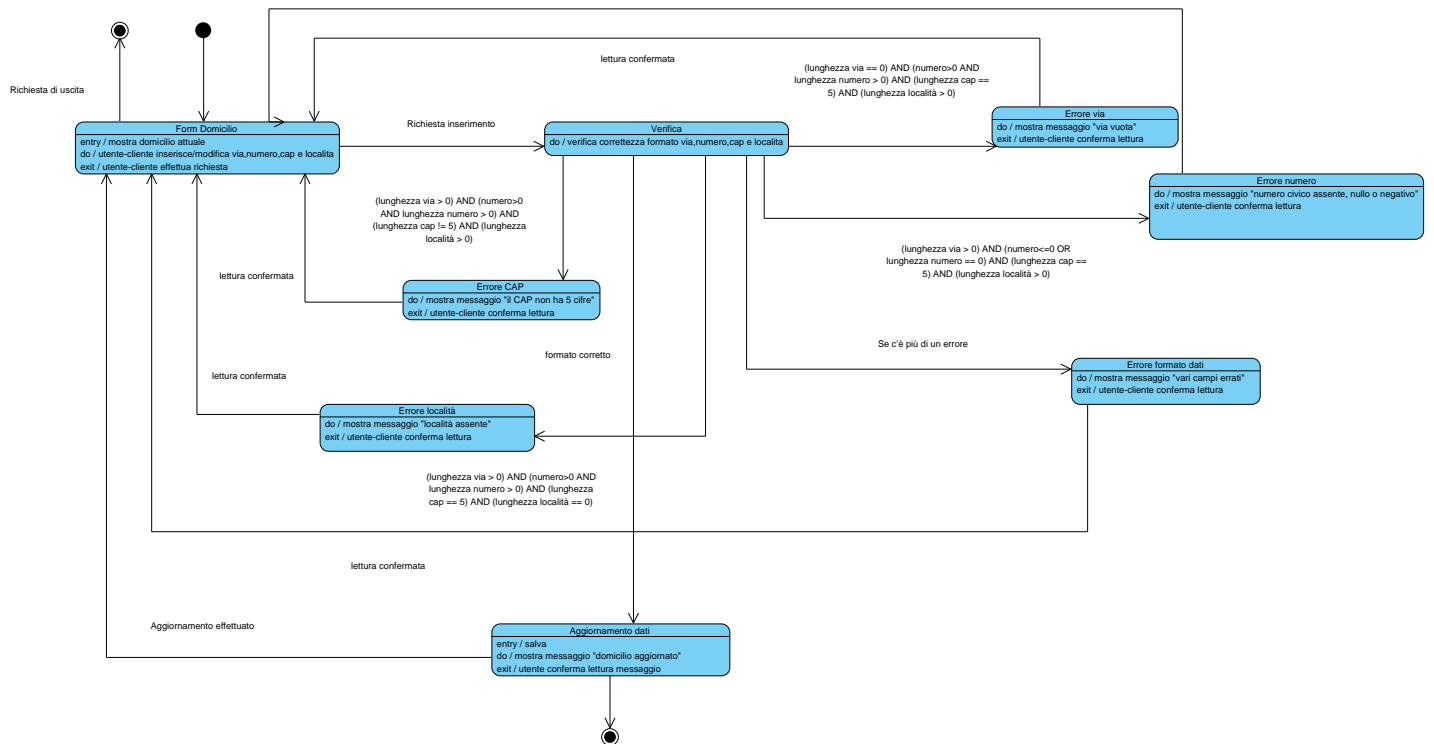 lettura confermata
(lunghezza via == 0) AND (numero>0 AND
lunghezza numero > 0) AND (lunghezza cap ==
5) AND (lunghezza località > 0)
Richiesta di uscita
Form Domicilio
entry / mostra domicilio attuale
do / utente-cliente inserisce/modifica via,numero,cap e localita
exit / utente-cliente effettua richiesta
Richiesta inserimento
Verifica
do / verifica correttezza formato via,numero,cap e localita
Errore via
do / mostra messaggio "via vuota"
exit / utente-cliente conferma lettura
Errore numero
do / mostra messaggio "numero civico assente, nullo o negativo"
exit / utente-cliente conferma lettura
(lunghezza via > 0) AND (numero>0
AND lunghezza numero > 0) AND
(lunghezza cap != 5) AND (lunghezza
località > 0)
(lunghezza via > 0) AND (numero<=0 OR
lunghezza numero == 0) AND (lunghezza cap ==
5) AND (lunghezza località > 0)
lettura confermata
Errore CAP
do / mostra messaggio "il CAP non ha 5 cifre"
exit / utente-cliente conferma lettura
formato corretto
Se c'è più di un errore
Errore formato dati
do / mostra messaggio "vari campi errati"
exit / utente-cliente conferma lettura
lettura confermata
Errore località
do / mostra messaggio "località assente"
exit / utente-cliente conferma lettura
(lunghezza via > 0) AND (numero>0 AND
lunghezza numero > 0) AND (lunghezza
cap == 5) AND (lunghezza località == 0)
lettura confermata
Aggiornamento effettuato
Aggiornamento dati
entry / salva
do / mostra messaggio "domicilio aggiornato"
exit / utente conferma lettura messaggio